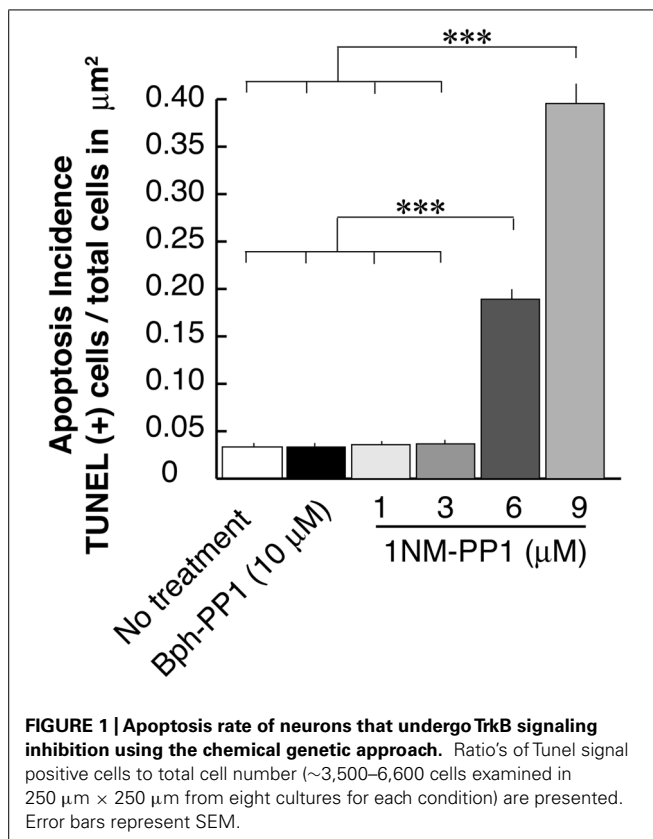 ***
Apoptosis Incidence
TUNEL (+) cells / total cells in μm²
0.40
0.35
0.30
0.25
0.20
0.15
0.10
0.05
0
***
No treatment
Bph-PP1 (10 μM)
1 3 6 9
1NM-PP1 (μM)
FIGURE 1 | Apoptosis rate of neurons that undergo TrkB signaling
inhibition using the chemical genetic approach. Ratio's of Tunel signal
positive cells to total cell number (~3,500–6,600 cells examined in
250 μm × 250 μm from eight cultures for each condition) are presented.
Error bars represent SEM.